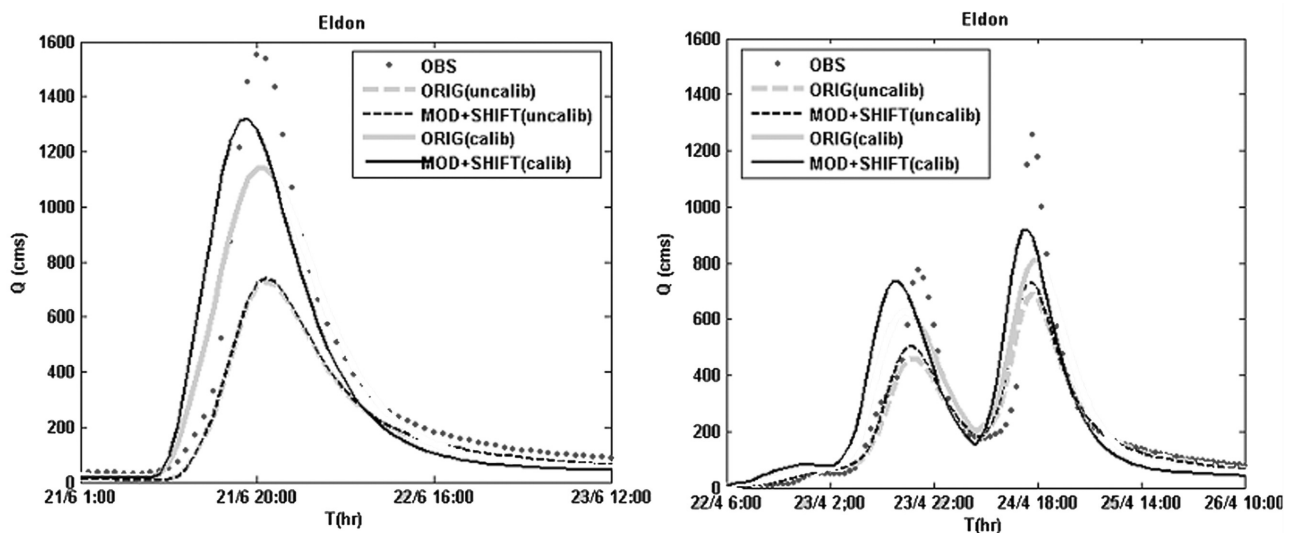 Eldon
1600
1400
1200
1000
800
600
400
200
0
Q (cms)
OBS
ORIG(uncalib)
MOD+SHIFT(uncalib)
ORIG(calib)
MOD+SHIFT(calib)
21/6 1:00
21/6 20:00
22/6 16:00
23/6 12:00
T(hr)
Eldon
1600
1400
1200
1000
800
600
400
200
0
Q (cms)
OBS
ORIG(uncalib)
MOD+SHIFT(uncalib)
ORIG(calib)
MOD+SHIFT(calib)
22/4 6:00
23/4 2;00
23/4 22:00
24/4 18:00
25/4 14:00
26/4 10:00
T(hr)